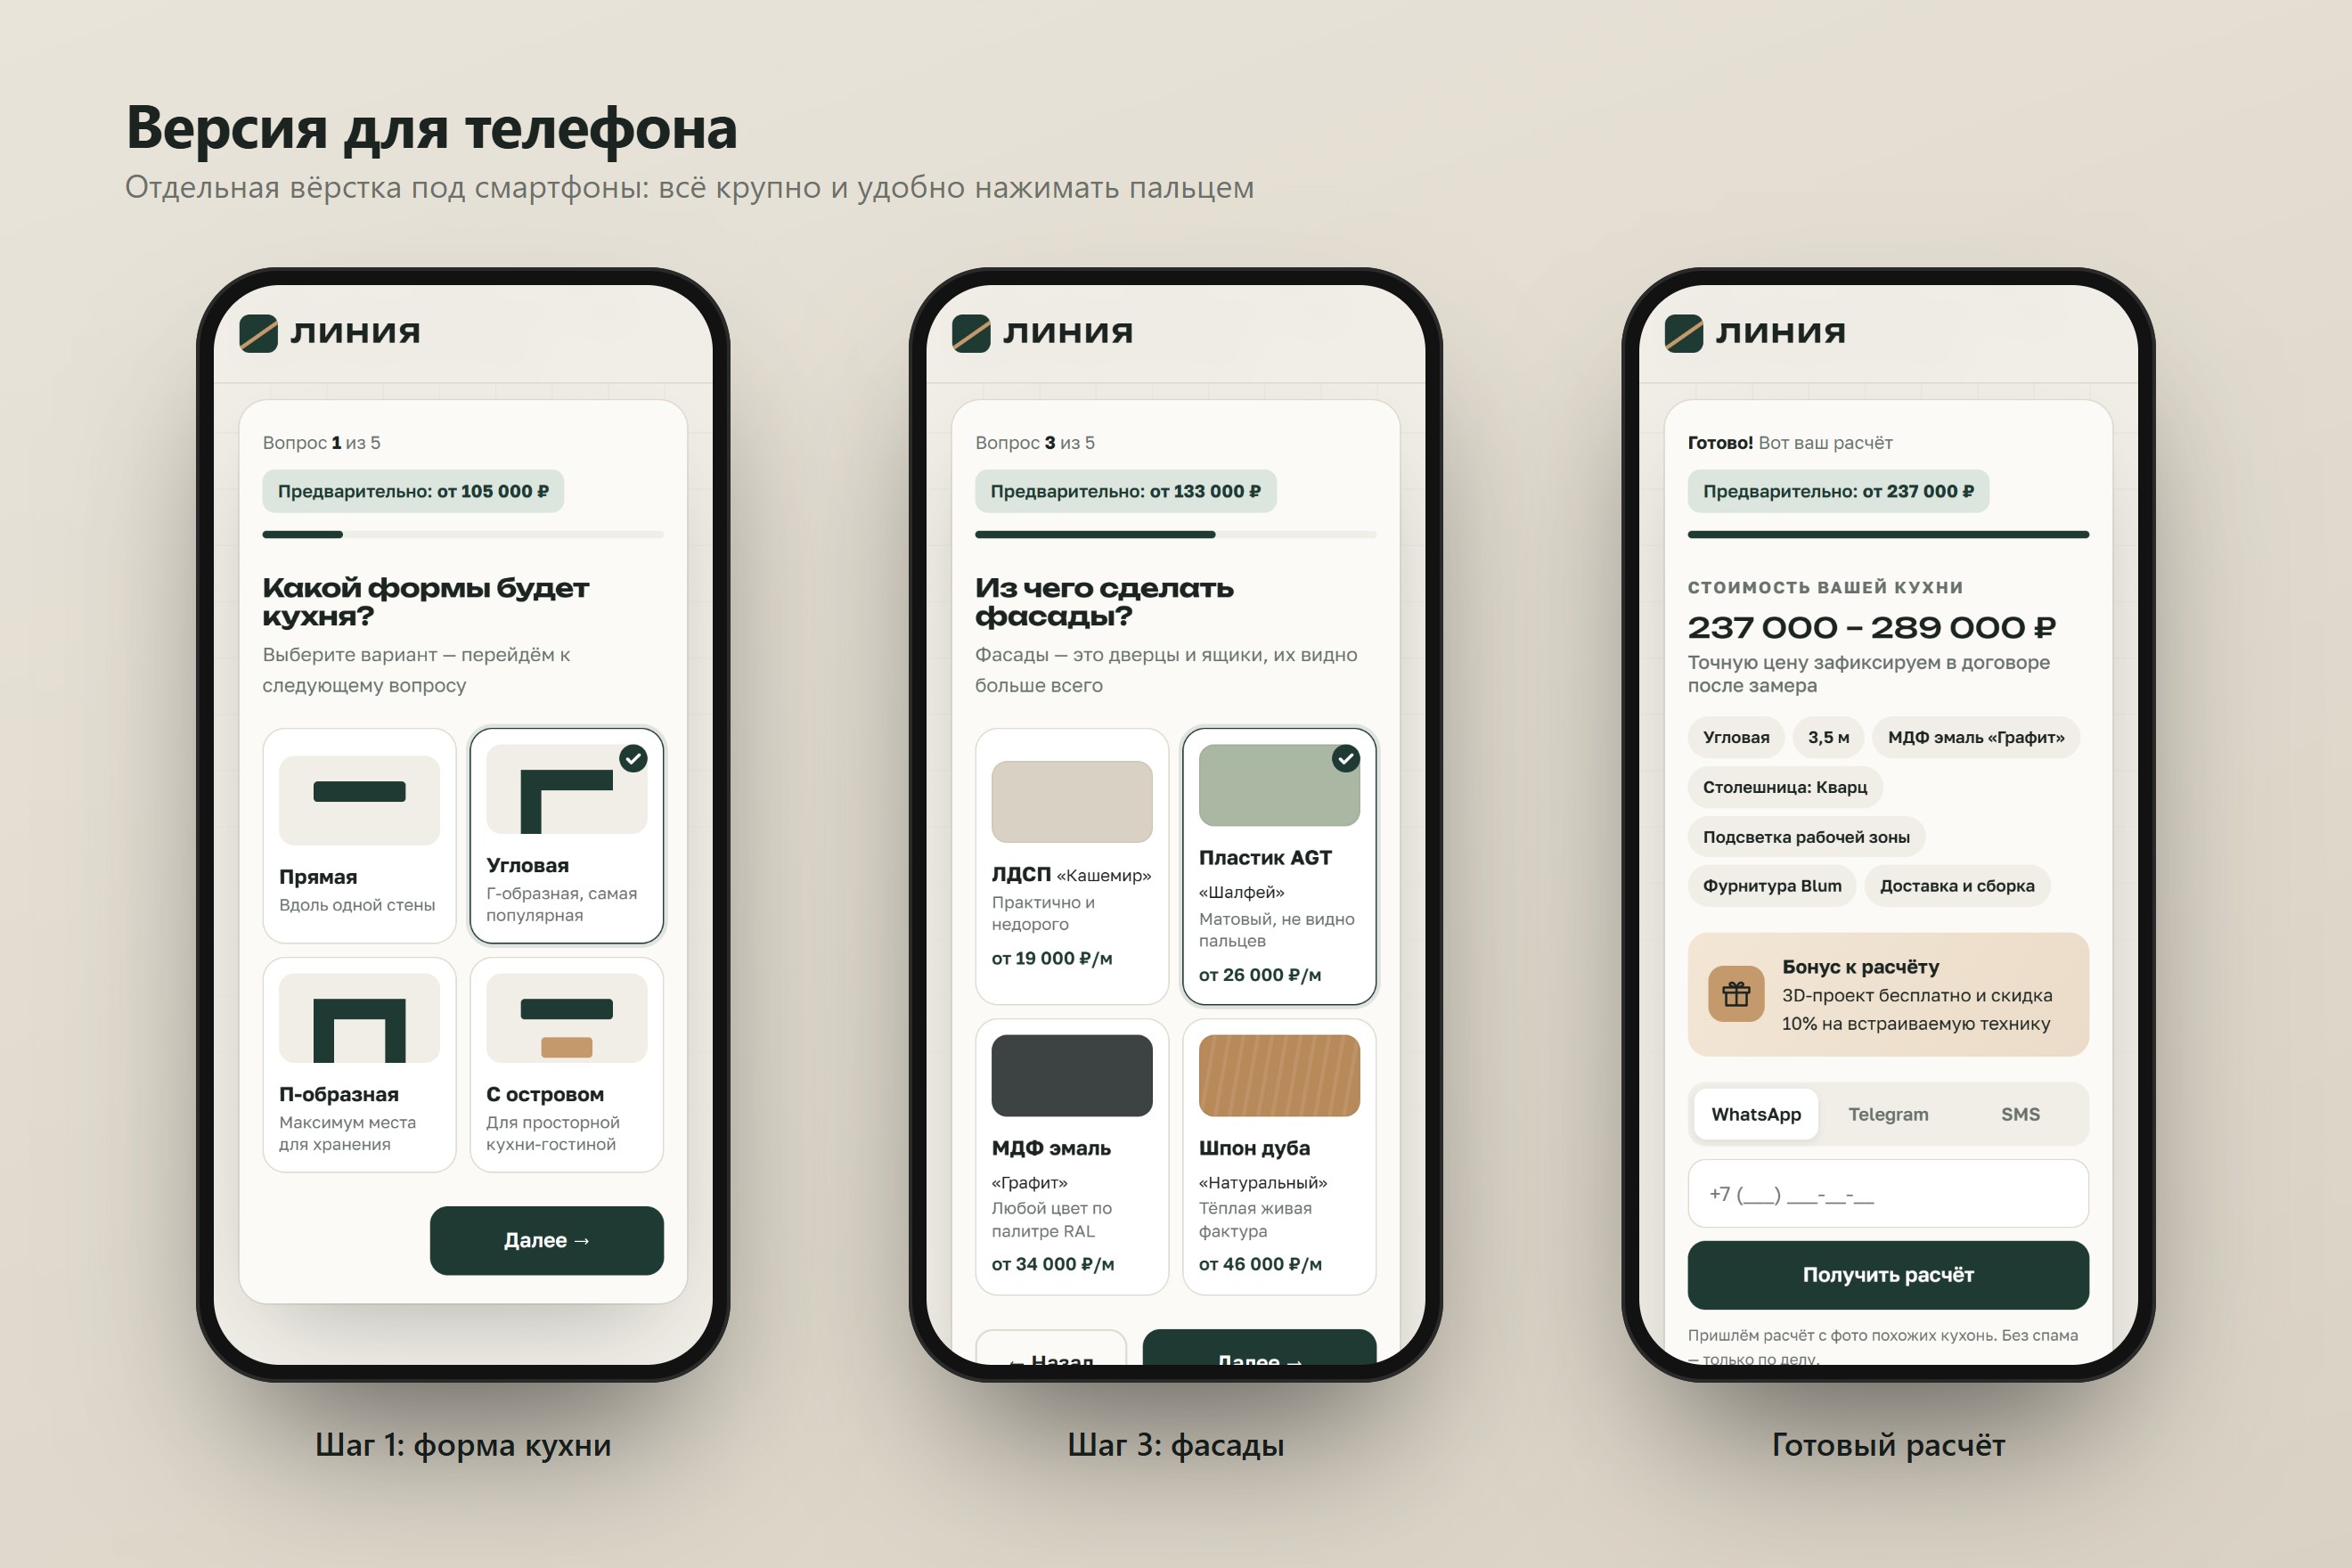 Версия для телефона
Отдельная вёрстка под смартфоны: всё крупно и удобно нажимать пальцем
ЛИНИЯ
Вопрос 1 из 5
Предварительно: от 105 000 ₽
Какой формы будет
кухня?
Выберите вариант — перейдём к
следующему вопросу
Прямая
Вдоль одной стены
Угловая
Г-образная, самая
популярная
П-образная
Максимум места
для хранения
С островом
Для просторной
кухни-гостиной
Далее →
Шаг 1: форма кухни
ЛИНИЯ
Вопрос 3 из 5
Предварительно: от 133 000 ₽
Из чего сделать
фасады?
Фасады — это дверцы и ящики, их видно
больше всего
ЛДСП «Кашемир»
Практично и
недорого
от 19 000 ₽/м
Пластик AGT
«Шалфей»
Матовый, не видно
пальцев
от 26 000 ₽/м
МДФ эмаль
«Графит»
Любой цвет по
палитре RAL
от 34 000 ₽/м
Шпон дуба
«Натуральный»
Тёплая живая
фактура
от 46 000 ₽/м
← Назад
Далее →
Шаг 3: фасады
ЛИНИЯ
Готово! Вот ваш расчёт
Предварительно: от 237 000 ₽
СТОИМОСТЬ ВАШЕЙ КУХНИ
237 000 – 289 000 ₽
Точную цену зафиксируем в договоре
после замера
Угловая 3,5 м МДФ эмаль «Графит»
Столешница: Кварц
Подсветка рабочей зоны
Фурнитура Blum Доставка и сборка
Бонус к расчёту
3D-проект бесплатно и скидка
10% на встраиваемую технику
WhatsApp Telegram SMS
+7 (___) ___-__-__
Получить расчёт
Пришлём расчёт с фото похожих кухонь. Без спама
— только по делу.
Готовый расчёт